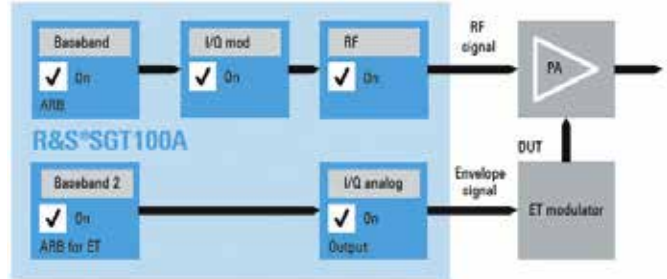 Baseband
On
ARB
I/Q mod
On
RF
On
RF
signal
PA
R&S®SGT100A
DUT
Baseband 2
On
ARB for ET
I/Q analog
On
Output
Envelope
signal
ET modulator